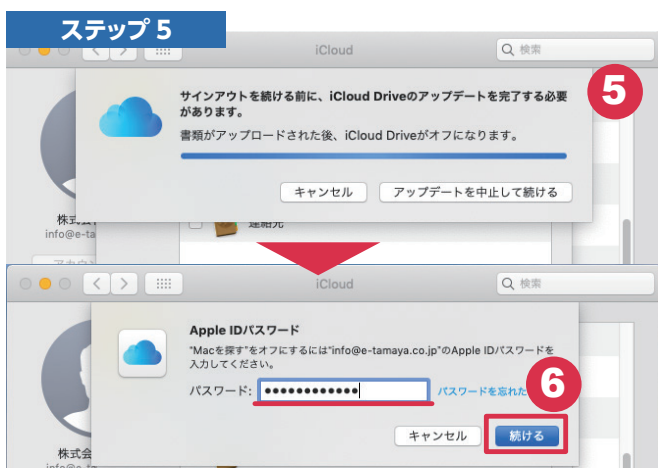 ステップ 5
iCloud
検索
5
サインアウトを続ける前に、iCloud Driveのアップデートを完了する必要
があります。
書類がアップロードされた後、iCloud Driveがオフになります。
キャンセル
アップデートを中止して続ける
株式会
info@e-ta
連絡先
iCloud
検索
Apple IDパスワード
"Macを探す"をオフにするには"info@e-tamaya.co.jp"のApple IDパスワードを
入力してください。
パスワード:
パスワードを忘れた
6
キャンセル
続ける
株式会